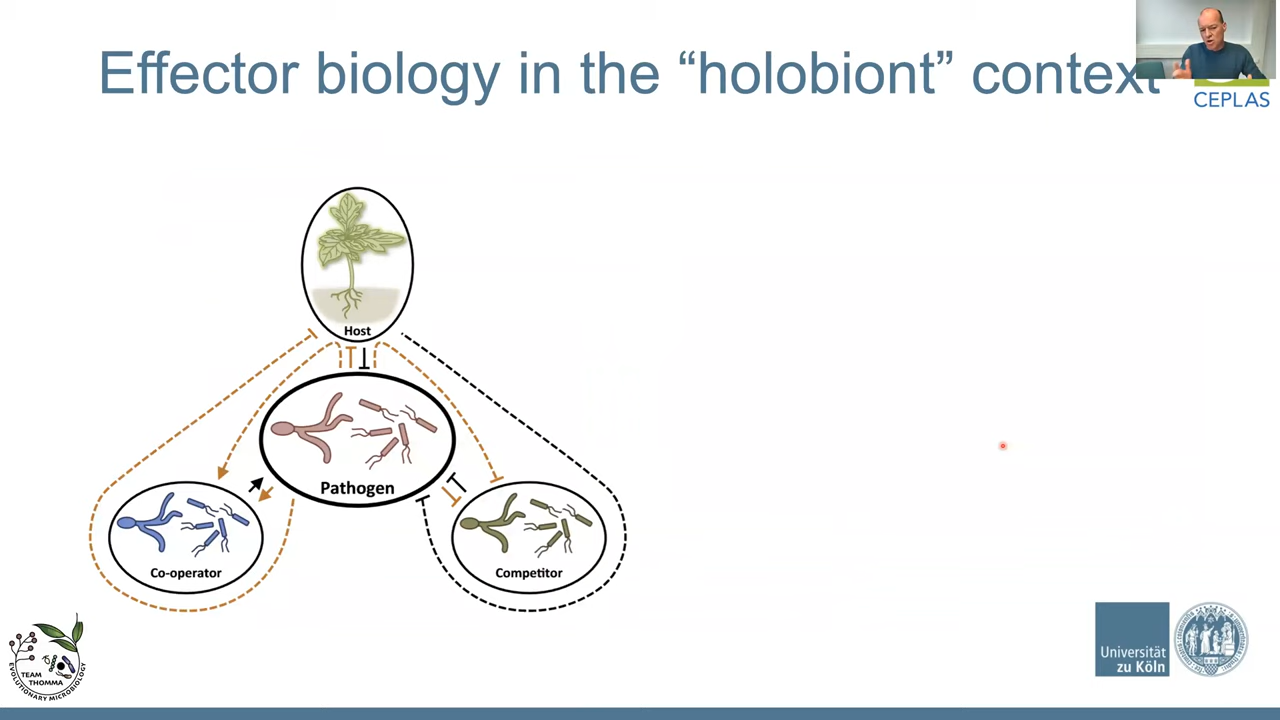 Effector biology in the “holobiont” context
CEPLAS
Host
Pathogen
Co-operator
Competitor
TEAM
THOMMA
EVOLUTIONARY MICROBIOLOGY
Universität
zu Köln